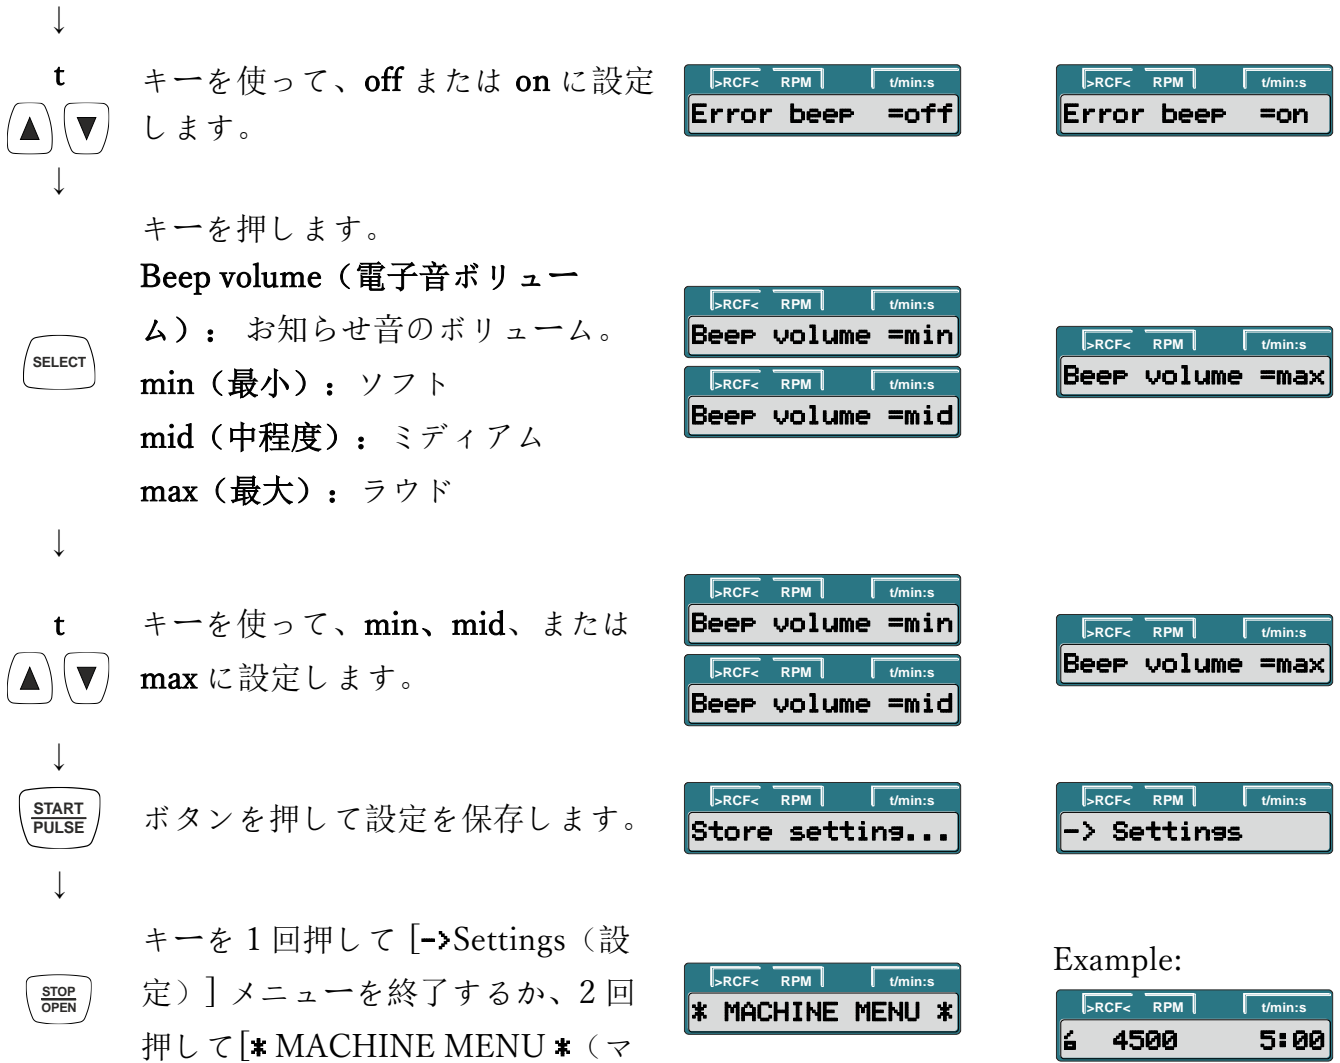 ↓
t キーを使って、off または on に設定
します。
>RCF< RPM t/min:s
Error beep =off
>RCF< RPM t/min:s
Error beep =on
↓
キーを押します。
Beep volume（電子音ボリュー
ム）： お知らせ音のボリューム。
SELECT
min（最小）：ソフト
mid（中程度）：ミディアム
max（最大）：ラウド
>RCF< RPM t/min:s
Beep volume =min
>RCF< RPM t/min:s
Beep volume =mid
>RCF< RPM t/min:s
Beep volume =max
↓
t キーを使って、min、mid、または
max に設定します。
>RCF< RPM t/min:s
Beep volume =min
>RCF< RPM t/min:s
Beep volume =mid
>RCF< RPM t/min:s
Beep volume =max
↓
START
PULSE
ボタンを押して設定を保存します。
>RCF< RPM t/min:s
Store setting...
>RCF< RPM t/min:s
-> Settings
↓
STOP
OPEN
キーを 1 回押して [->Settings（設
定）] メニューを終了するか、2 回
押して[* MACHINE MENU *（マ
>RCF< RPM t/min:s
* MACHINE MENU *
Example:
>RCF< RPM t/min:s
4500 5:00